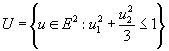 U = {u ∈ E² : u₁² + u₂²/3 ≤ 1}